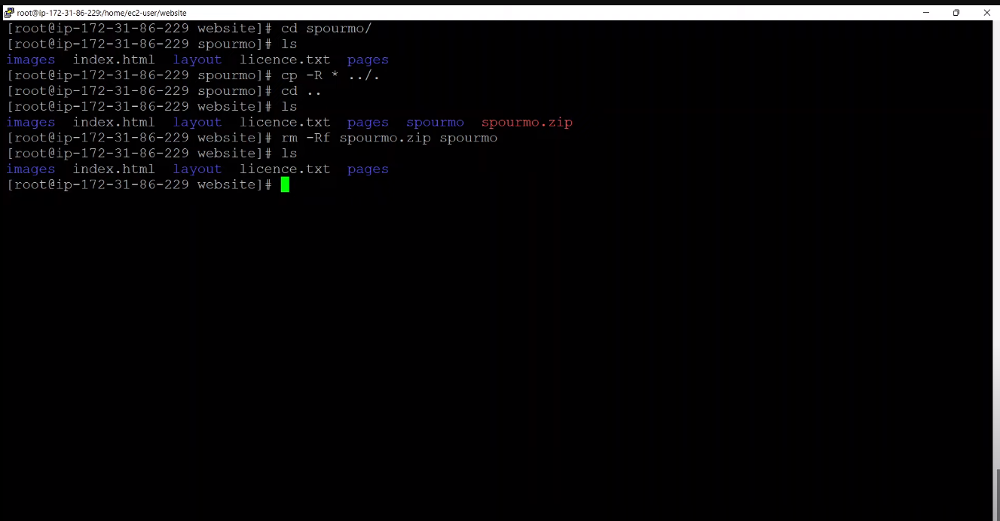 root@ip-172-31-86-229:/home/ec2-user/website
[root@ip-172-31-86-229 website]# cd spourmo/
[root@ip-172-31-86-229 spourmo]# ls
images  index.html  layout  licence.txt  pages
[root@ip-172-31-86-229 spourmo]# cp -R * ../.
[root@ip-172-31-86-229 spourmo]# cd ..
[root@ip-172-31-86-229 website]# ls
images  index.html  layout  licence.txt  pages  spourmo  spourmo.zip
[root@ip-172-31-86-229 website]# rm -Rf spourmo.zip spourmo
[root@ip-172-31-86-229 website]# ls
images  index.html  layout  licence.txt  pages
[root@ip-172-31-86-229 website]#